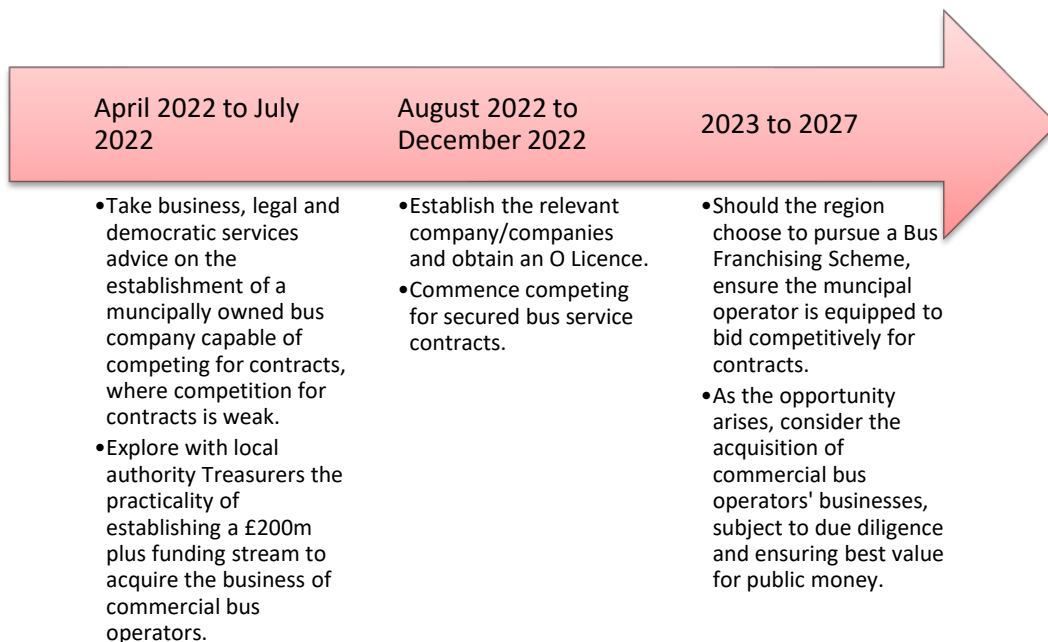 April 2022 to July
2022
•Take business, legal and
democratic services
advice on the
establishment of a
muncipally owned bus
company capable of
competing for contracts,
where competition for
contracts is weak.
•Explore with local
authority Treasurers the
practicality of
establishing a £200m
plus funding stream to
acquire the business of
commercial bus
operators.
August 2022 to
December 2022
•Establish the relevant
company/companies
and obtain an O Licence.
•Commence competing
for secured bus service
contracts.
2023 to 2027
•Should the region
choose to pursue a Bus
Franchising Scheme,
ensure the muncipal
operator is equipped to
bid competitively for
contracts.
•As the opportunity
arises, consider the
acquisition of
commercial bus
operators' businesses,
subject to due diligence
and ensuring best value
for public money.